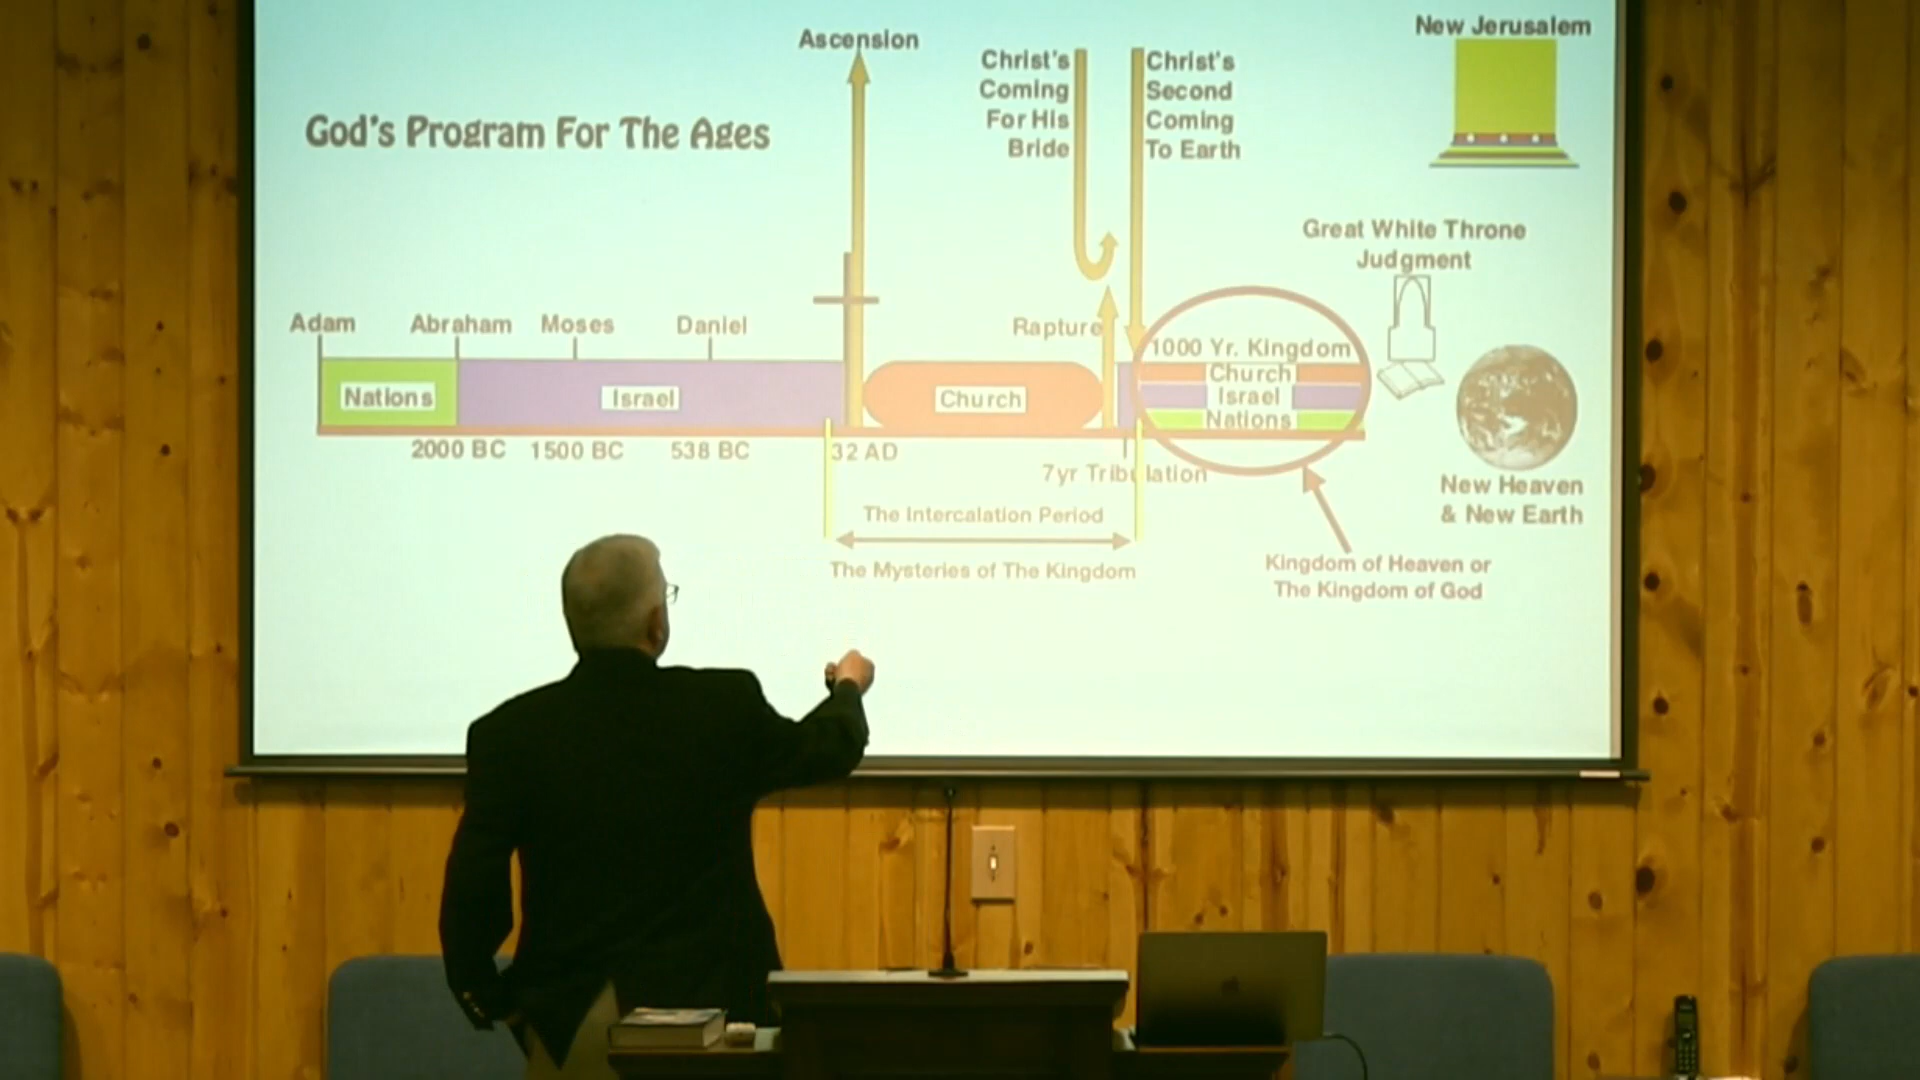 New Jerusalem
Ascension
Christ's
Coming
For His
Bride
Christ's
Second
Coming
To Earth
God's Program For The Ages
Great White Throne
Judgment
Adam
Abraham
Moses
Daniel
Rapture
1000 Yr. Kingdom
Church
Israel
Nations
Nations
Israel
Church
2000 BC
1500 BC
538 BC
32 AD
7yr Tribulation
New Heaven
& New Earth
The Intercalation Period
The Mysteries of The Kingdom
Kingdom of Heaven or
The Kingdom of God